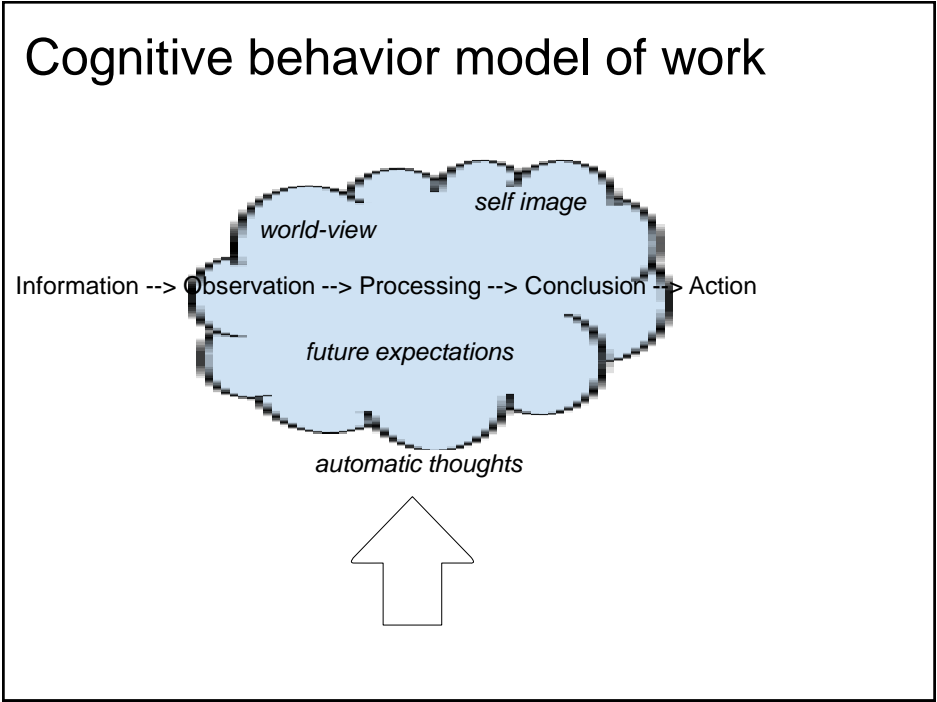 Cognitive behavior model of work
self image
world-view
Information --> Observation --> Processing --> Conclusion --> Action
future expectations
automatic thoughts